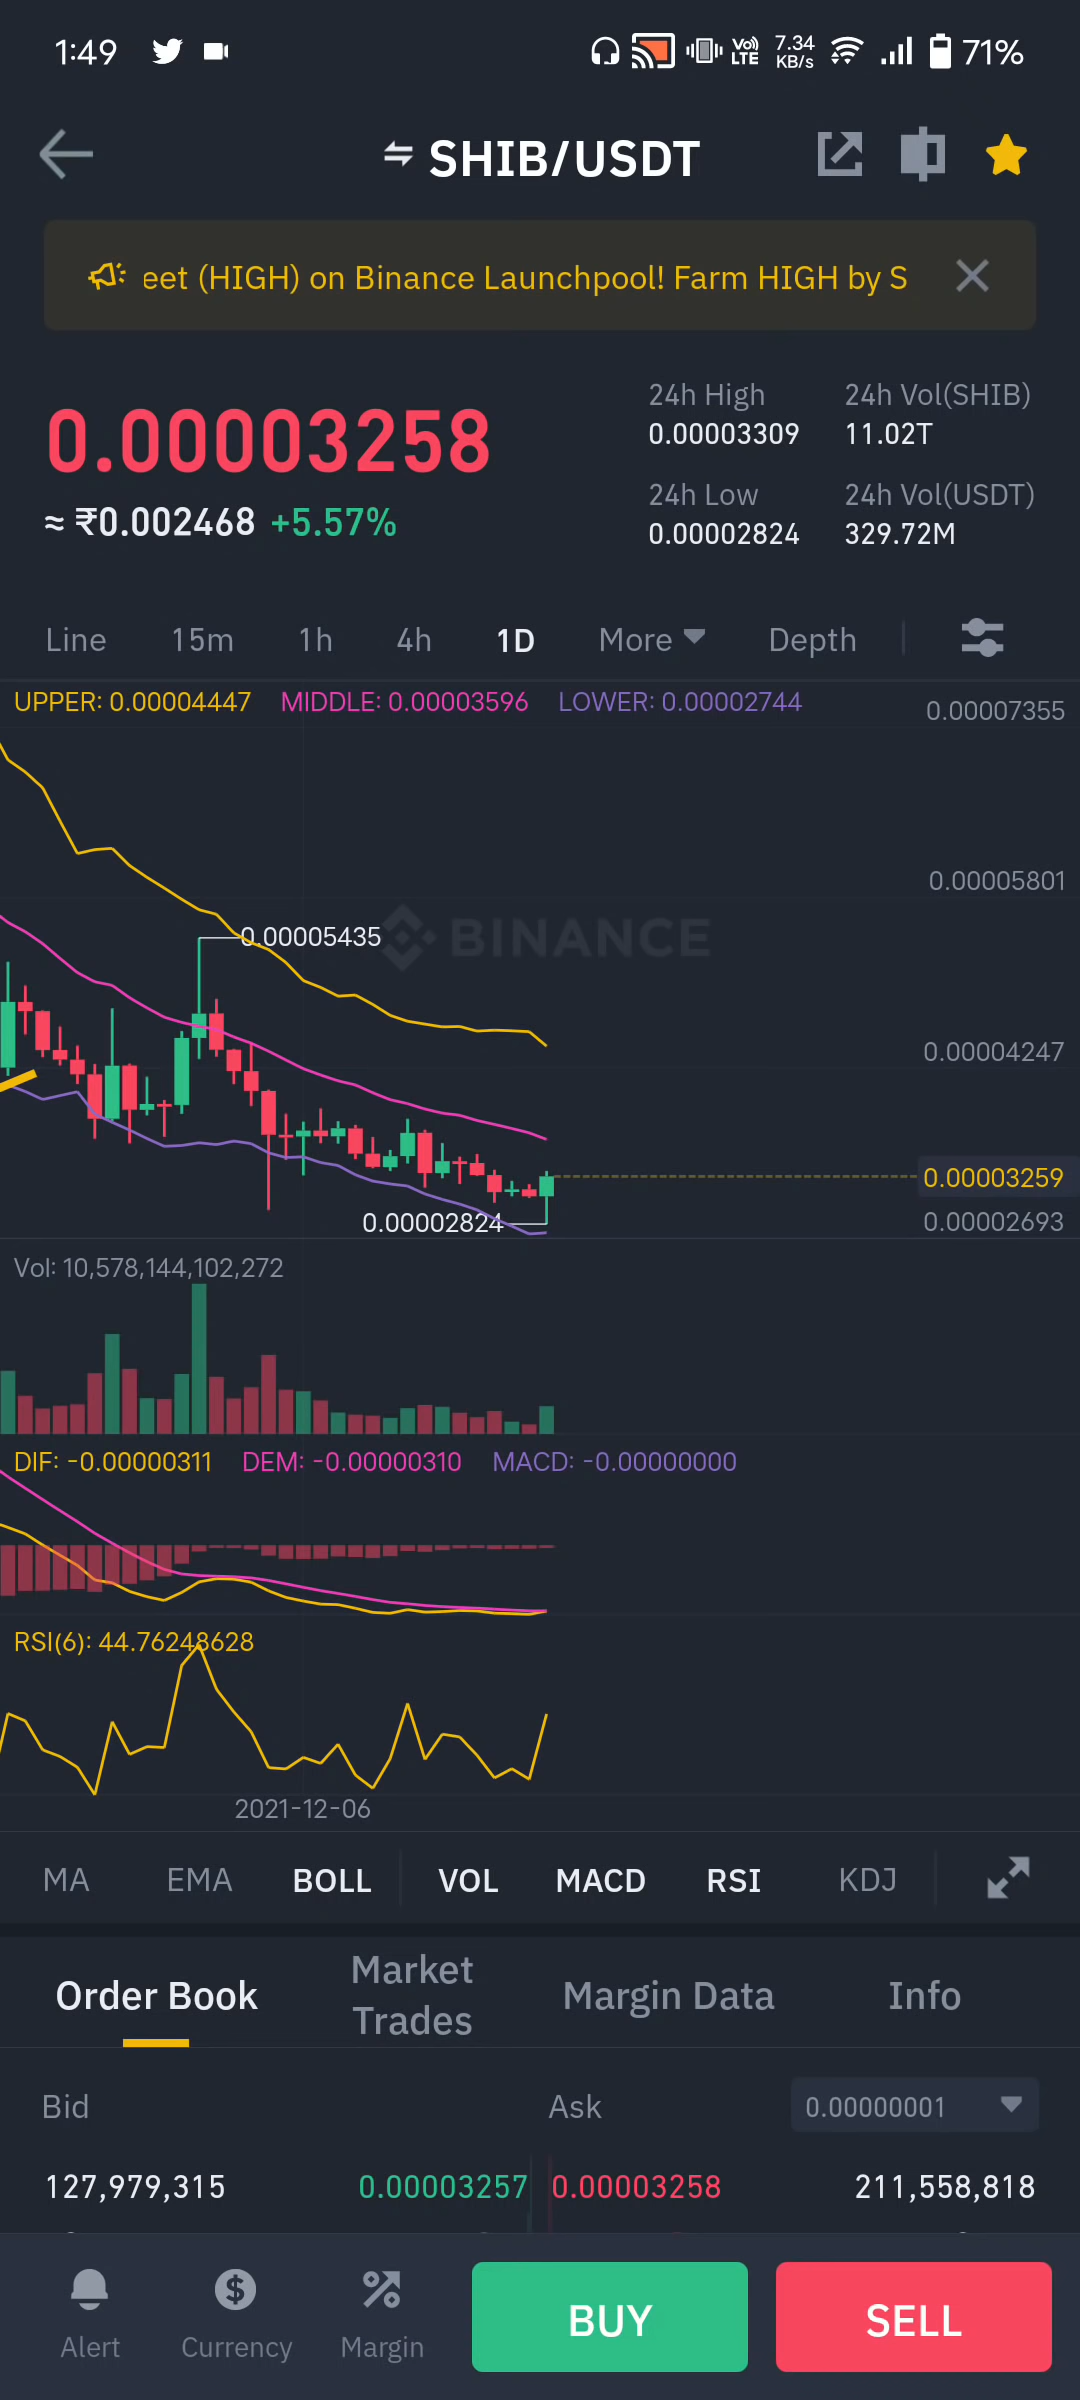 1:49
7.34 KB/s
Vo)) LTE
71%
SHIB/USDT
eet (HIGH) on Binance Launchpool! Farm HIGH by S
0.00003258
≈ ₹0.002468 +5.57%
24h High
0.00003309
24h Vol(SHIB)
11.02T
24h Low
0.00002824
24h Vol(USDT)
329.72M
Line 15m 1h 4h 1D More Depth
UPPER: 0.00004447 MIDDLE: 0.00003596 LOWER: 0.00002744
0.00007355
0.00005801
0.00005435
BINANCE
0.00004247
0.00003259
0.00002824
0.00002693
Vol: 10,578,144,102,272
DIF: -0.00000311 DEM: -0.00000310 MACD: -0.00000000
RSI(6): 44.76248628
2021-12-06
MA EMA BOLL VOL MACD RSI KDJ
Order Book
Market Trades
Margin Data
Info
Bid
Ask
0.00000001
127,979,315 0.00003257 0.00003258 211,558,818
Alert
Currency
Margin
BUY
SELL